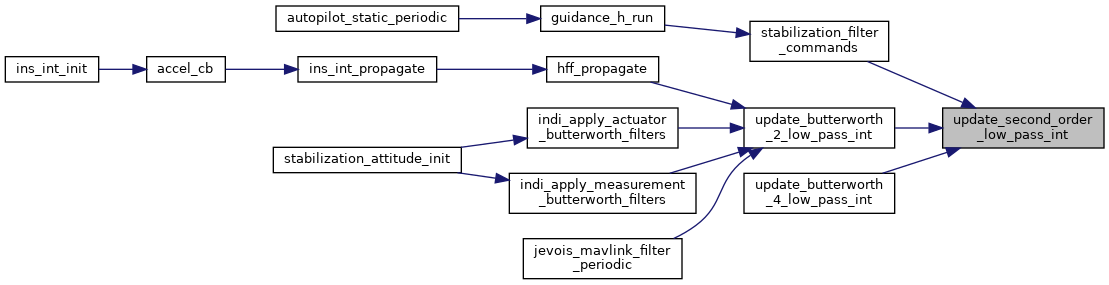 autopilot_static_periodic
guidance_h_run
stabilization_filter
_commands
ins_int_init
accel_cb
ins_int_propagate
hff_propagate
indi_apply_actuator
_butterworth_filters
update_butterworth
_2_low_pass_int
update_second_order
_low_pass_int
stabilization_attitude_init
indi_apply_measurement
_butterworth_filters
update_butterworth
_4_low_pass_int
jevois_mavlink_filter
_periodic